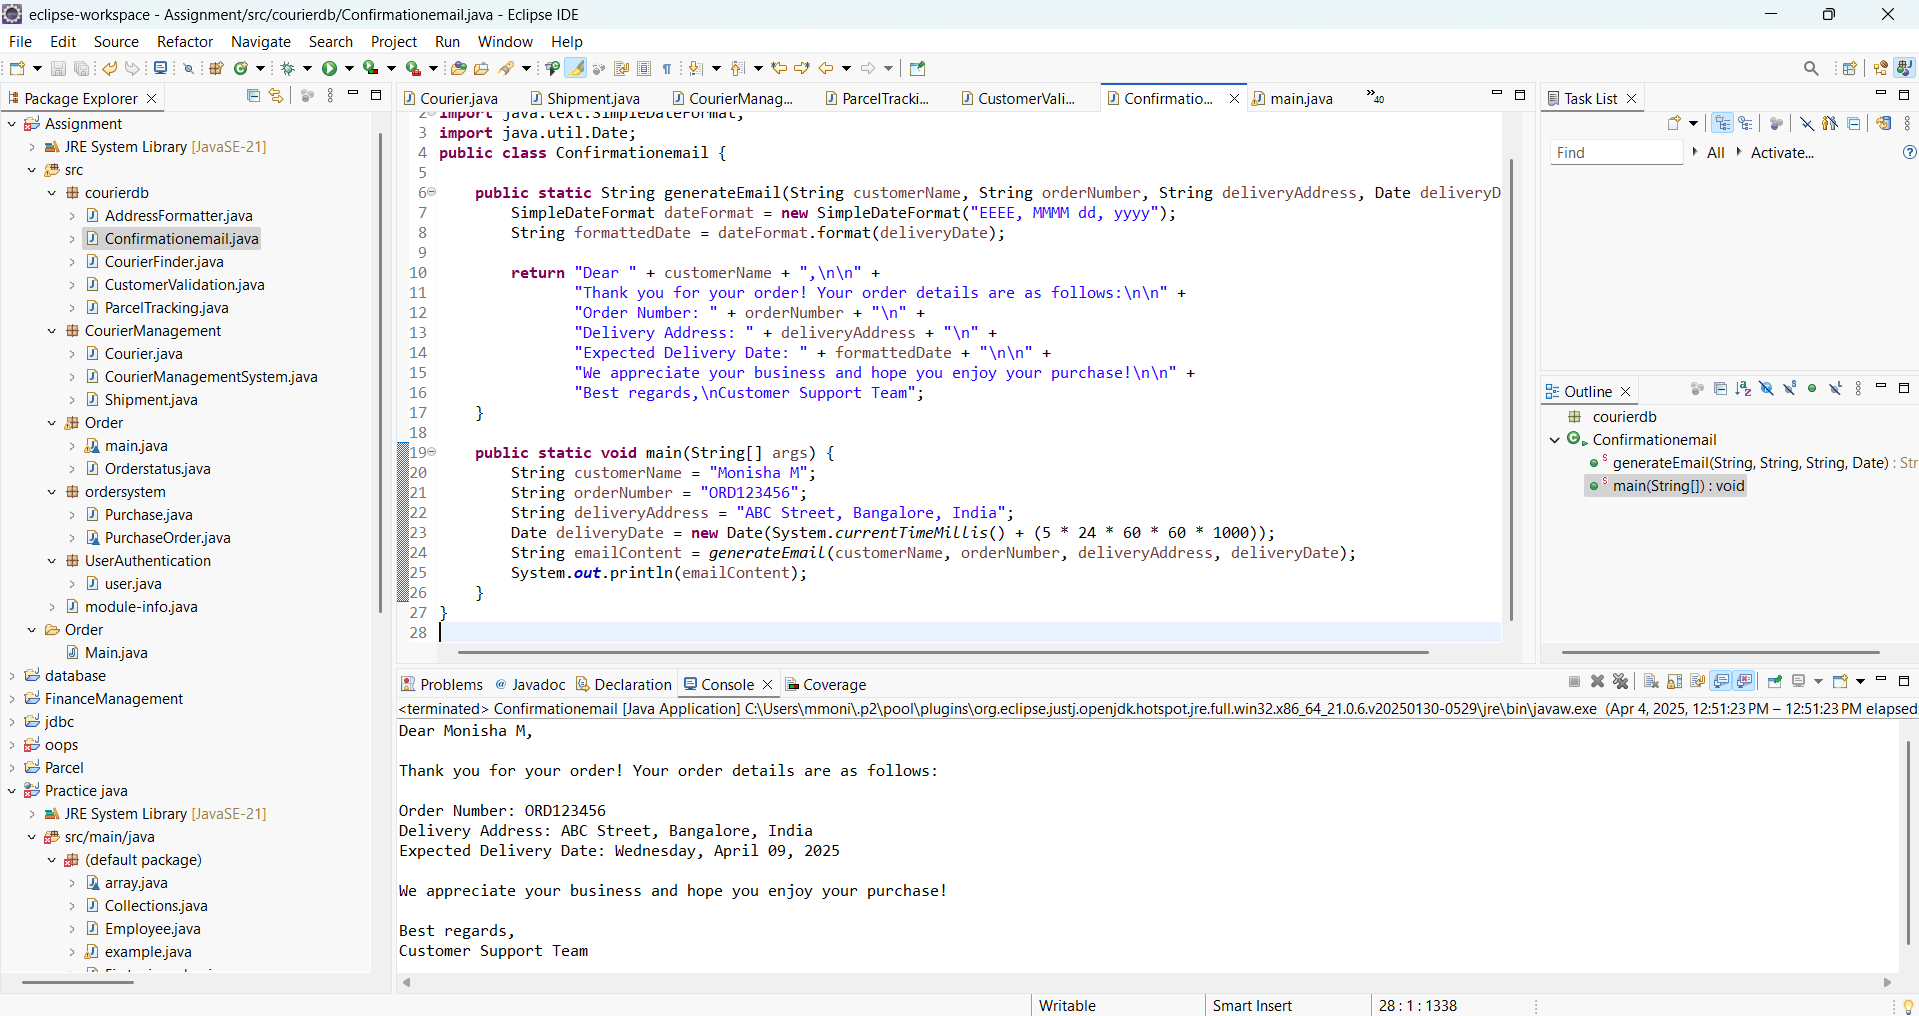 eclipse-workspace - Assignment/src/courierdb/Confirmationemail.java - Eclipse IDE
File Edit Source Refactor Navigate Search Project Run Window Help
Package Explorer
Assignment
JRE System Library [JavaSE-21]
src
courierdb
AddressFormatter.java
Confirmationemail.java
CourierFinder.java
CustomerValidation.java
ParcelTracking.java
CourierManagement
Courier.java
CourierManagementSystem.java
Shipment.java
Order
main.java
Orderstatus.java
ordersystem
Purchase.java
PurchaseOrder.java
UserAuthentication
user.java
module-info.java
Order
Main.java
database
FinanceManagement
jdbc
oops
Parcel
Practice java
JRE System Library [JavaSE-21]
src/main/java
(default package)
array.java
Collections.java
Employee.java
example.java
Courier.java Shipment.java CourierManag... ParcelTracki... CustomerVali... Confirmatio... main.java »40
2 import java.text.SimpleDateFormat;
3 import java.util.Date;
4 public class Confirmationemail {
5
6 public static String generateEmail(String customerName, String orderNumber, String deliveryAddress, Date deliveryD
7 SimpleDateFormat dateFormat = new SimpleDateFormat("EEEE, MMMM dd, yyyy");
8 String formattedDate = dateFormat.format(deliveryDate);
9
10 return "Dear " + customerName + ",\n\n" +
11 "Thank you for your order! Your order details are as follows:\n\n" +
12 "Order Number: " + orderNumber + "\n" +
13 "Delivery Address: " + deliveryAddress + "\n" +
14 "Expected Delivery Date: " + formattedDate + "\n\n" +
15 "We appreciate your business and hope you enjoy your purchase!\n\n" +
16 "Best regards,\nCustomer Support Team";
17 }
18
19 public static void main(String[] args) {
20 String customerName = "Monisha M";
21 String orderNumber = "ORD123456";
22 String deliveryAddress = "ABC Street, Bangalore, India";
23 Date deliveryDate = new Date(System.currentTimeMillis() + (5 * 24 * 60 * 60 * 1000));
24 String emailContent = generateEmail(customerName, orderNumber, deliveryAddress, deliveryDate);
25 System.out.println(emailContent);
26 }
27 }
28
Task List
Find All Activate...
Outline
courierdb
Confirmationemail
generateEmail(String, String, String, Date) : Str
main(String[]) : void
Problems @ Javadoc Declaration Console Coverage
<terminated> Confirmationemail [Java Application] C:\Users\mmoni\.p2\pool\plugins\org.eclipse.justj.openjdk.hotspot.jre.full.win32.x86_64_21.0.6.v20250130-0529\jre\bin\javaw.exe (Apr 4, 2025, 12:51:23 PM – 12:51:23 PM elapsed:
Dear Monisha M,
Thank you for your order! Your order details are as follows:
Order Number: ORD123456
Delivery Address: ABC Street, Bangalore, India
Expected Delivery Date: Wednesday, April 09, 2025
We appreciate your business and hope you enjoy your purchase!
Best regards,
Customer Support Team
Writable Smart Insert 28 : 1 : 1338